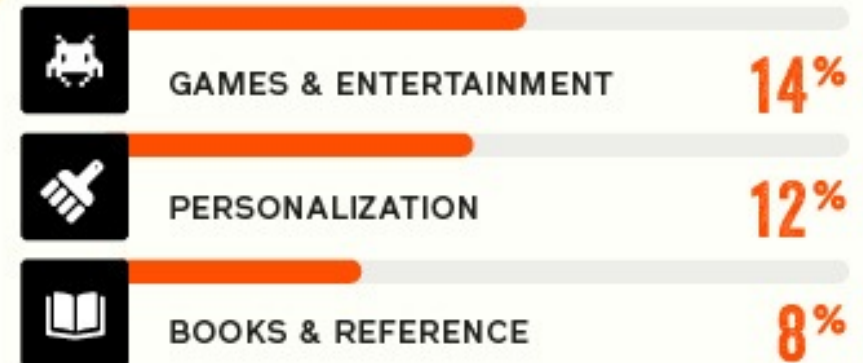 GAMES & ENTERTAINMENT 14%
PERSONALIZATION 12%
BOOKS & REFERENCE 8%